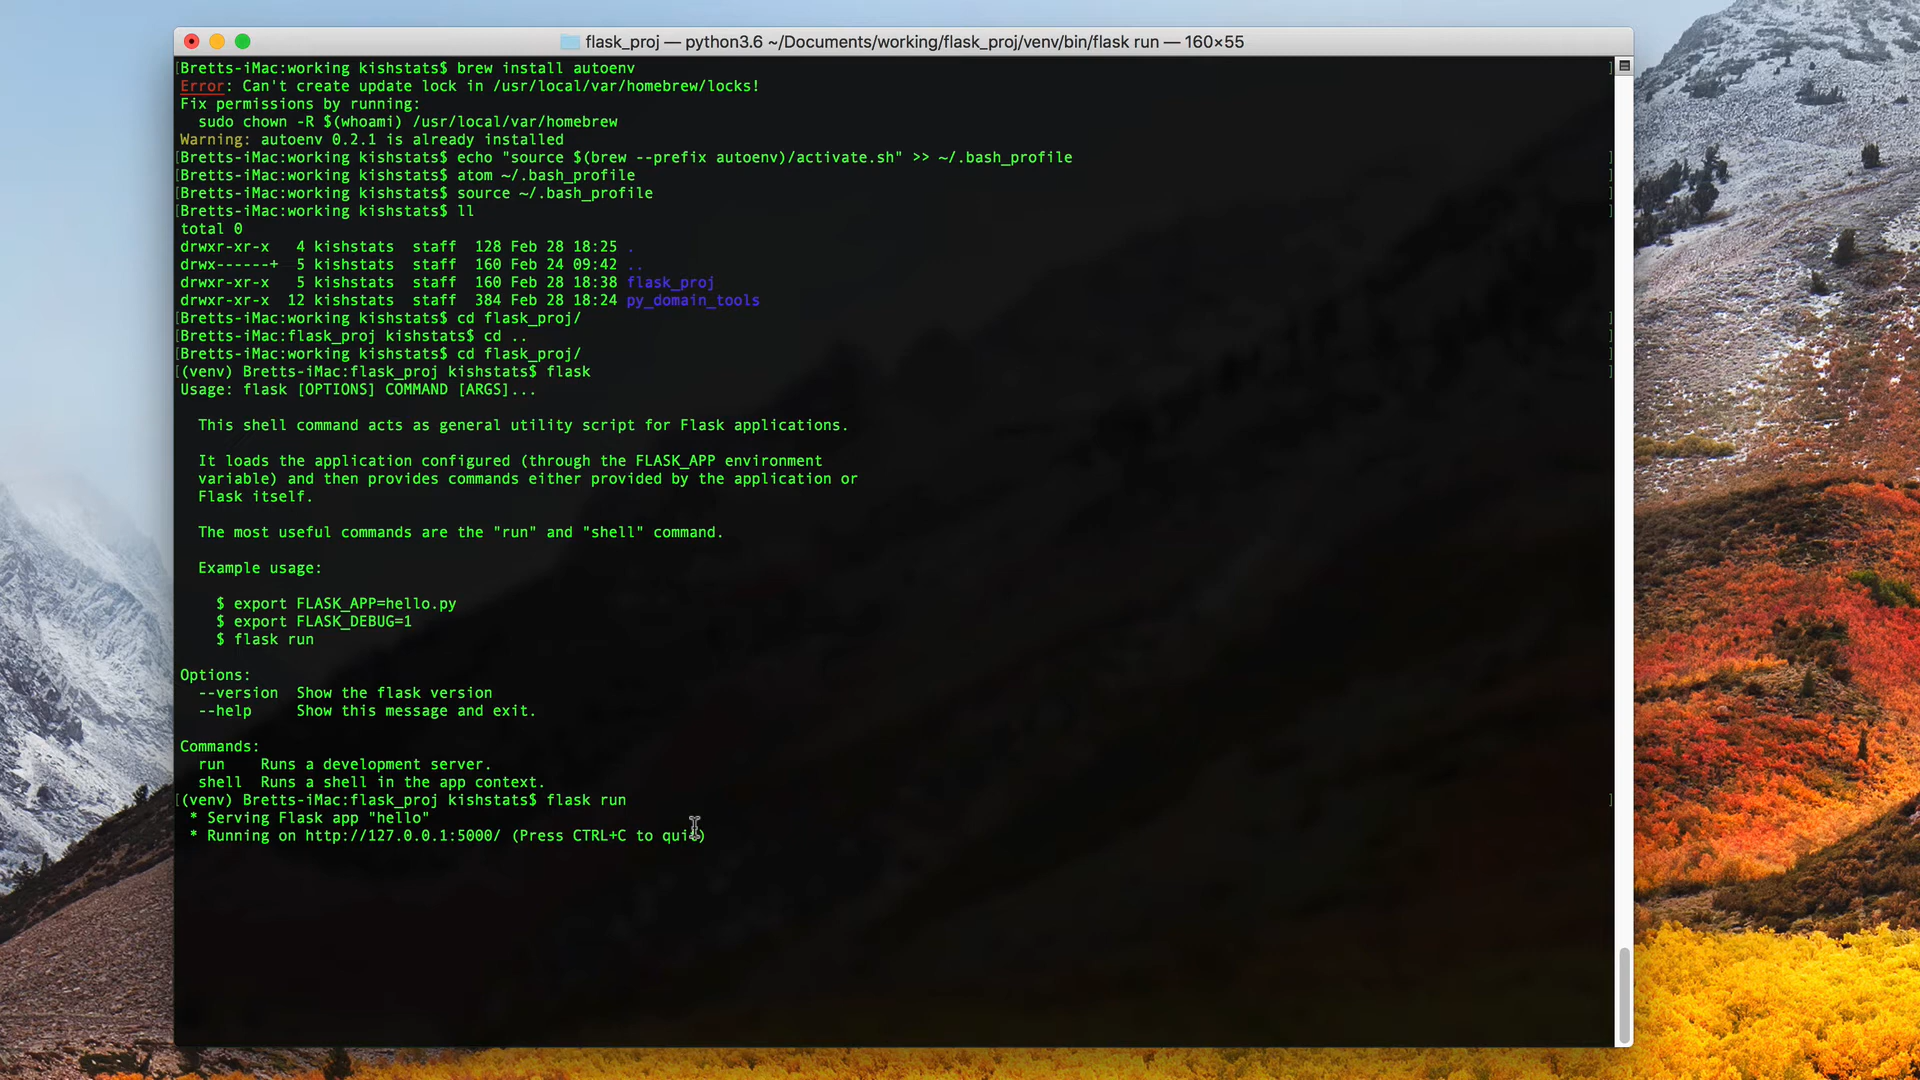 flask_proj — python3.6 ~/Documents/working/flask_proj/venv/bin/flask run — 160×55
[Bretts-iMac:working kishstats$ brew install autoenv ]
Error: Can't create update lock in /usr/local/var/homebrew/locks!
Fix permissions by running:
  sudo chown -R $(whoami) /usr/local/var/homebrew
Warning: autoenv 0.2.1 is already installed
[Bretts-iMac:working kishstats$ echo "source $(brew --prefix autoenv)/activate.sh" >> ~/.bash_profile ]
[Bretts-iMac:working kishstats$ atom ~/.bash_profile ]
[Bretts-iMac:working kishstats$ source ~/.bash_profile ]
[Bretts-iMac:working kishstats$ ll ]
total 0
drwxr-xr-x   4 kishstats  staff  128 Feb 28 18:25 .
drwx------+  5 kishstats  staff  160 Feb 24 09:42 ..
drwxr-xr-x   5 kishstats  staff  160 Feb 28 18:38 flask_proj
drwxr-xr-x  12 kishstats  staff  384 Feb 28 18:24 py_domain_tools
[Bretts-iMac:working kishstats$ cd flask_proj/ ]
[Bretts-iMac:flask_proj kishstats$ cd .. ]
[Bretts-iMac:working kishstats$ cd flask_proj/ ]
[(venv) Bretts-iMac:flask_proj kishstats$ flask ]
Usage: flask [OPTIONS] COMMAND [ARGS]...
  This shell command acts as general utility script for Flask applications.
  It loads the application configured (through the FLASK_APP environment
  variable) and then provides commands either provided by the application or
  Flask itself.
  The most useful commands are the "run" and "shell" command.
  Example usage:
    $ export FLASK_APP=hello.py
    $ export FLASK_DEBUG=1
    $ flask run
Options:
  --version  Show the flask version
  --help     Show this message and exit.
Commands:
  run    Runs a development server.
  shell  Runs a shell in the app context.
[(venv) Bretts-iMac:flask_proj kishstats$ flask run ]
 * Serving Flask app "hello"
 * Running on http://127.0.0.1:5000/ (Press CTRL+C to quit)